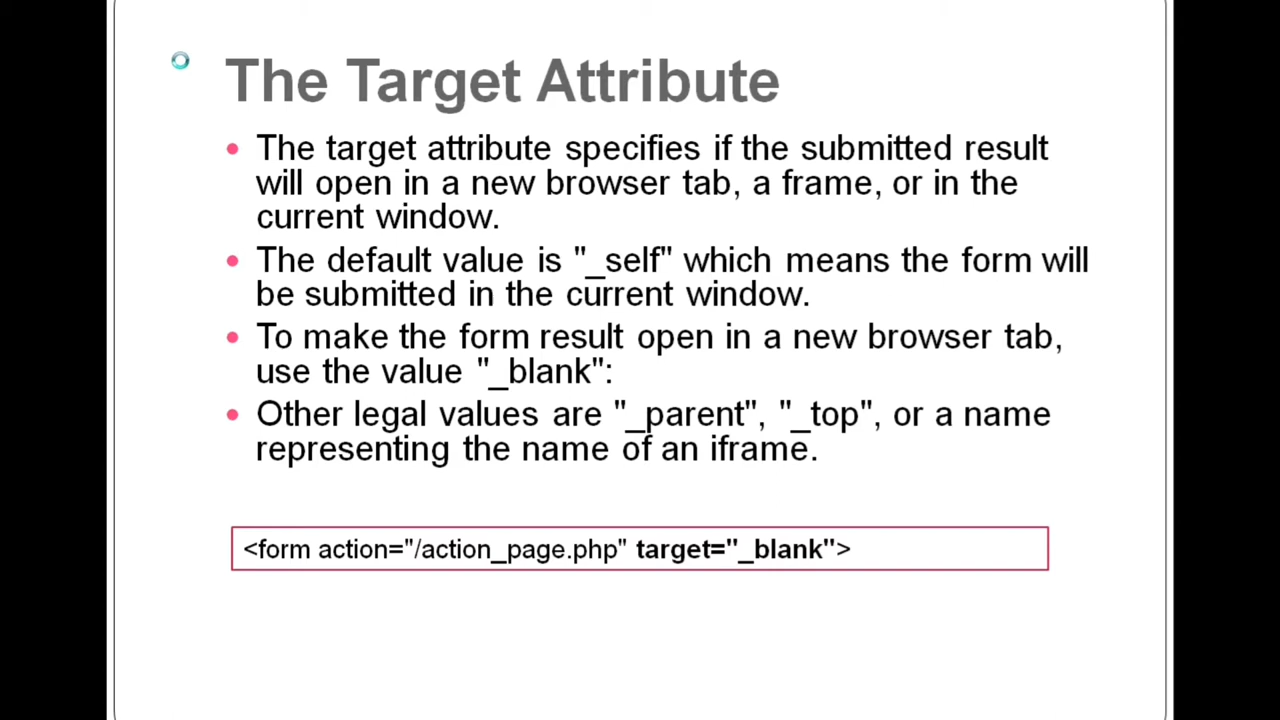 The Target Attribute
• The target attribute specifies if the submitted result
will open in a new browser tab, a frame, or in the
current window.
• The default value is "_self" which means the form will
be submitted in the current window.
• To make the form result open in a new browser tab,
use the value "_blank":
• Other legal values are "_parent", "_top", or a name
representing the name of an iframe.
<form action="/action_page.php" target="_blank">